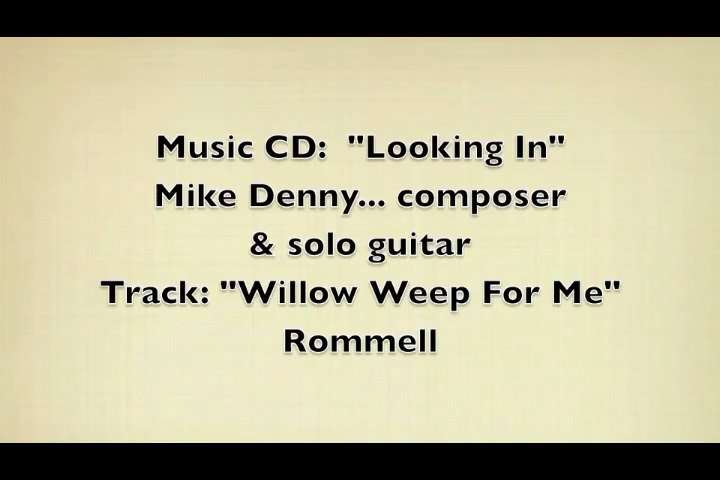 Music CD:  "Looking In"
Mike Denny... composer
& solo guitar
Track: "Willow Weep For Me"
Rommell